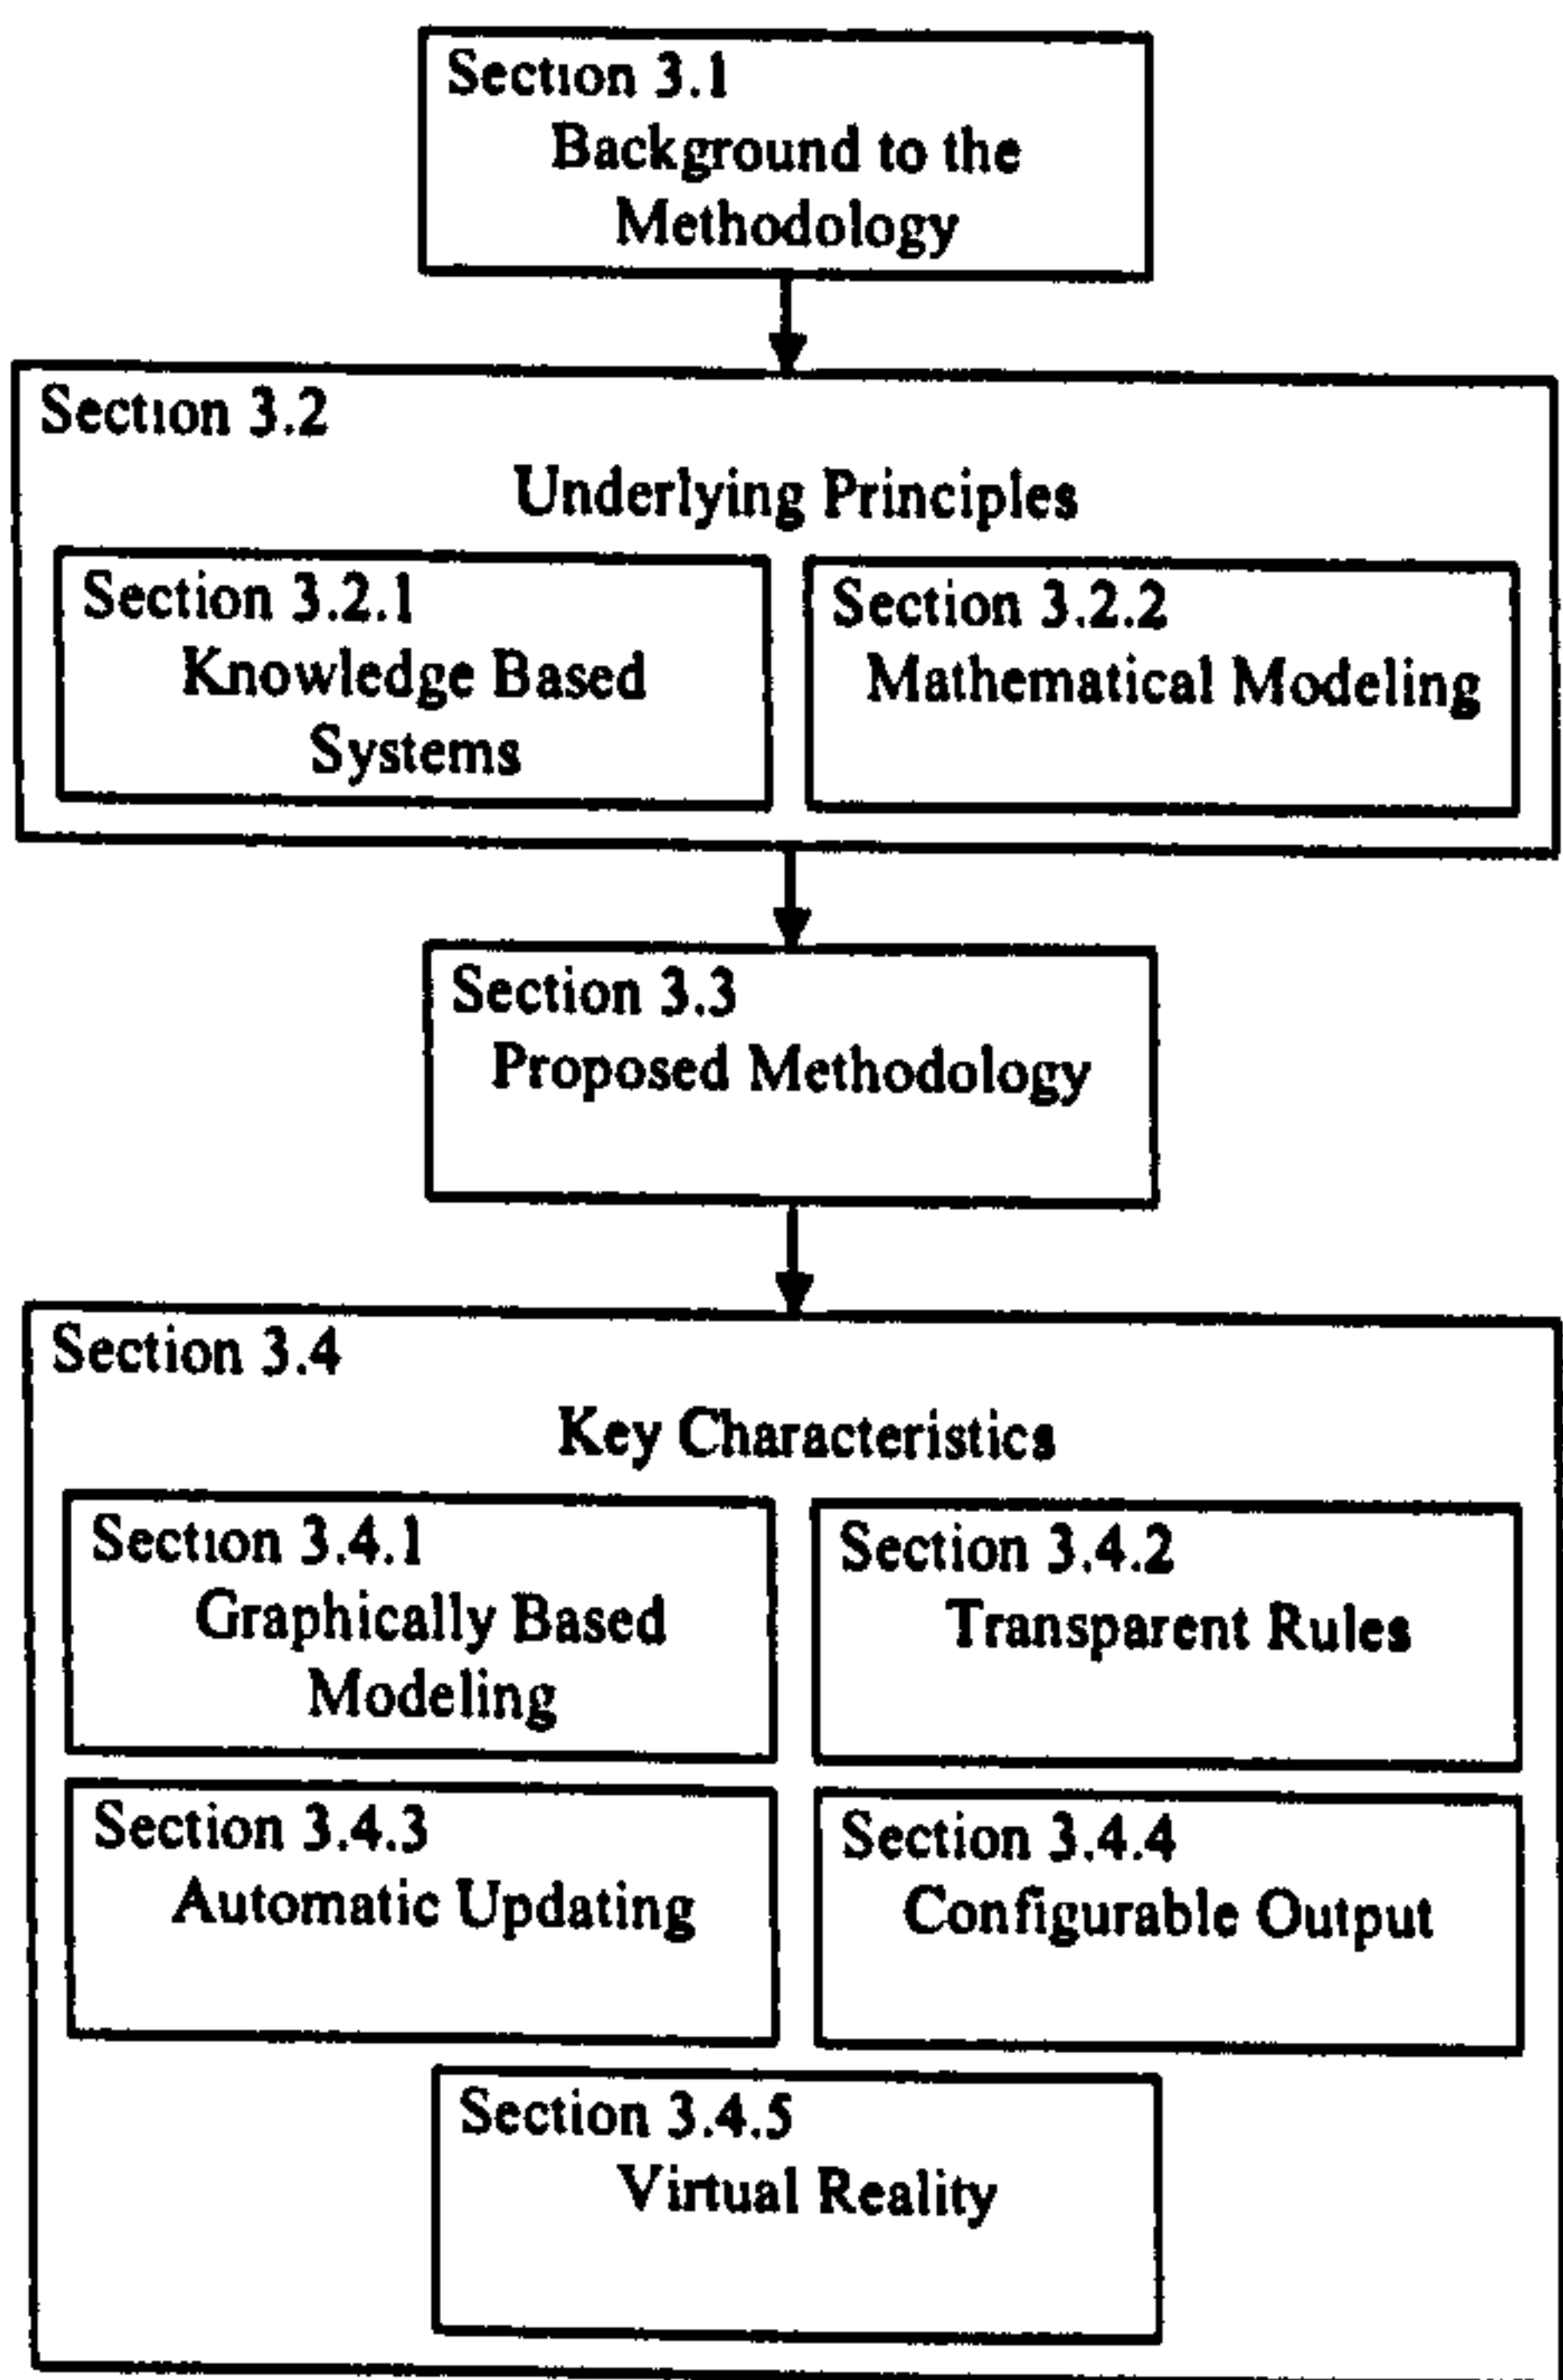 Section 3.1
Background to the
Methodology
Section 3.2
Underlying Principles
Section 3.2.1
Knowledge Based
Systems
Section 3.2.2
Mathematical Modeling
Section 3.3
Proposed Methodology
Section 3.4
Key Characteristics
Section 3.4.1
Graphically Based
Modeling
Section 3.4.2
Transparent Rules
Section 3.4.3
Automatic Updating
Section 3.4.4
Configurable Output
Section 3.4.5
Virtual Reality